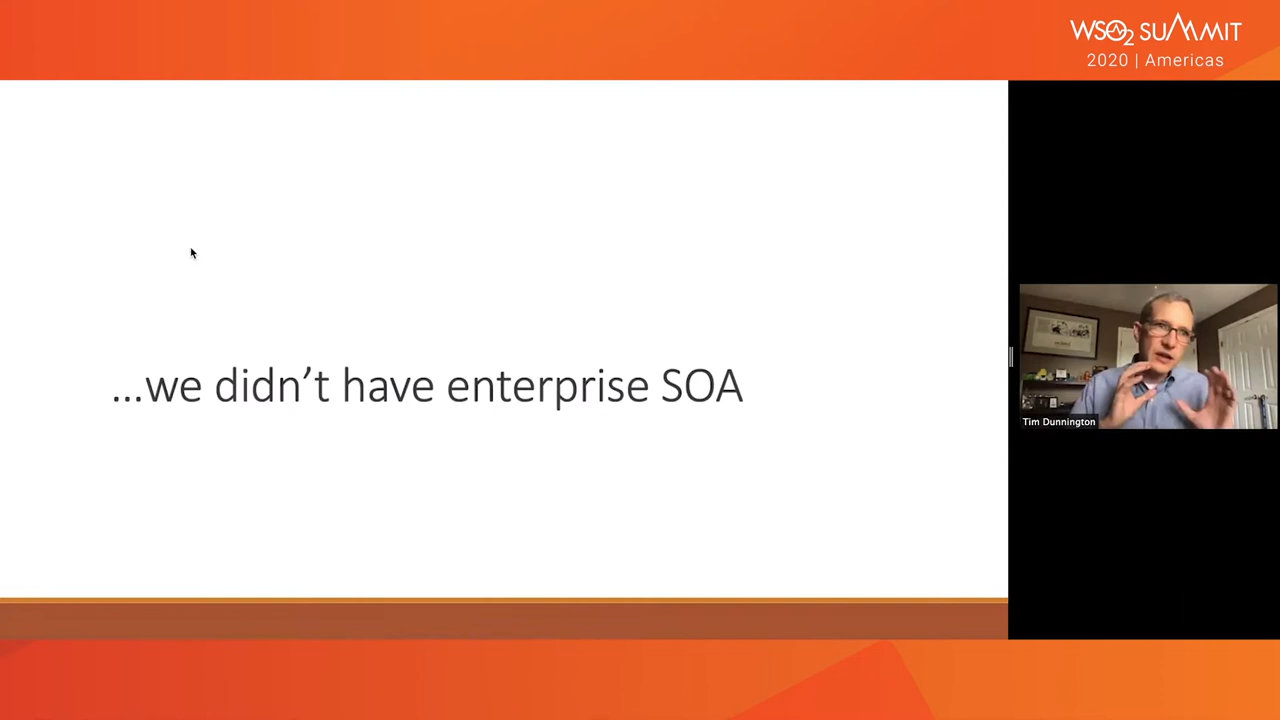 WSO2 SUMMIT
2020 | Americas
...we didn't have enterprise SOA
Tim Dunnington